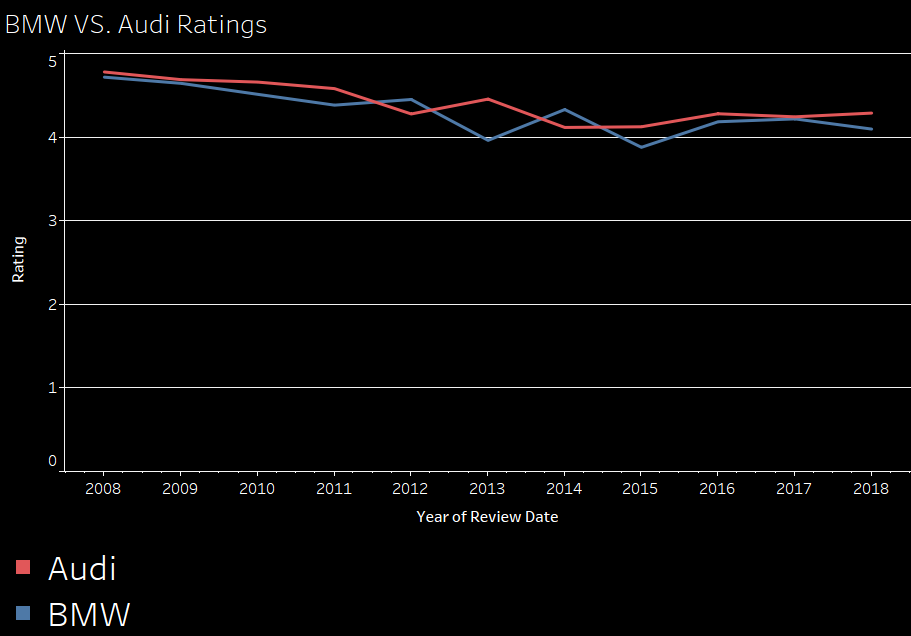 BMW VS. Audi Ratings
5
4
3
2
1
0
Rating
2008 2009 2010 2011 2012 2013 2014 2015 2016 2017 2018
Year of Review Date
Audi
BMW